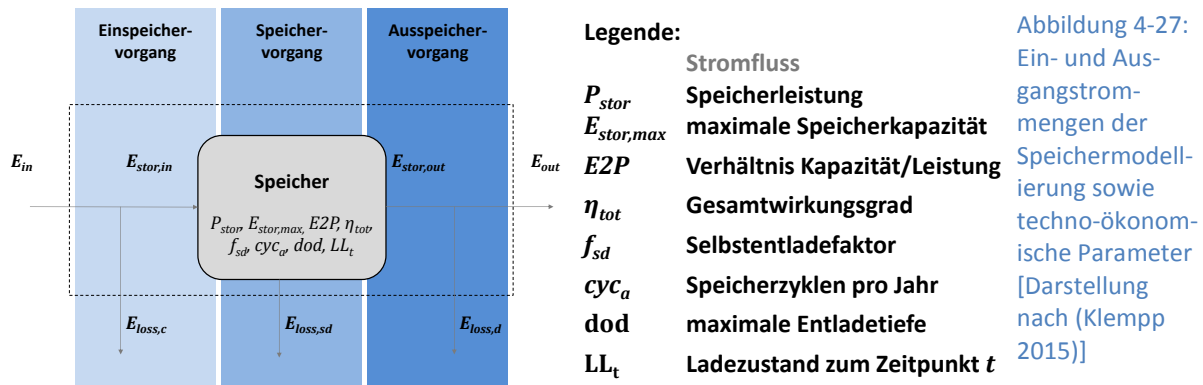 Einspeicher-
vorgang
Speicher-
vorgang
Ausspeicher-
vorgang
E_in
E_stor,in
E_stor,out
E_out
Speicher
P_stor, E_stor,max, E2P, η_tot,
f_sd, cyc_a, dod, LL_t
E_loss,c
E_loss,sd
E_loss,d
Legende:
Stromfluss
P_stor Speicherleistung
E_stor,max maximale Speicherkapazität
E2P Verhältnis Kapazität/Leistung
η_tot Gesamtwirkungsgrad
f_sd Selbstentladefaktor
cyc_a Speicherzyklen pro Jahr
dod maximale Entladetiefe
LL_t Ladezustand zum Zeitpunkt t
Abbildung 4-27:
Ein- und Aus-
gangstrom-
mengen der
Speichermodell-
ierung sowie
techno-ökonom-
ische Parameter
[Darstellung
nach (Klempp
2015)]